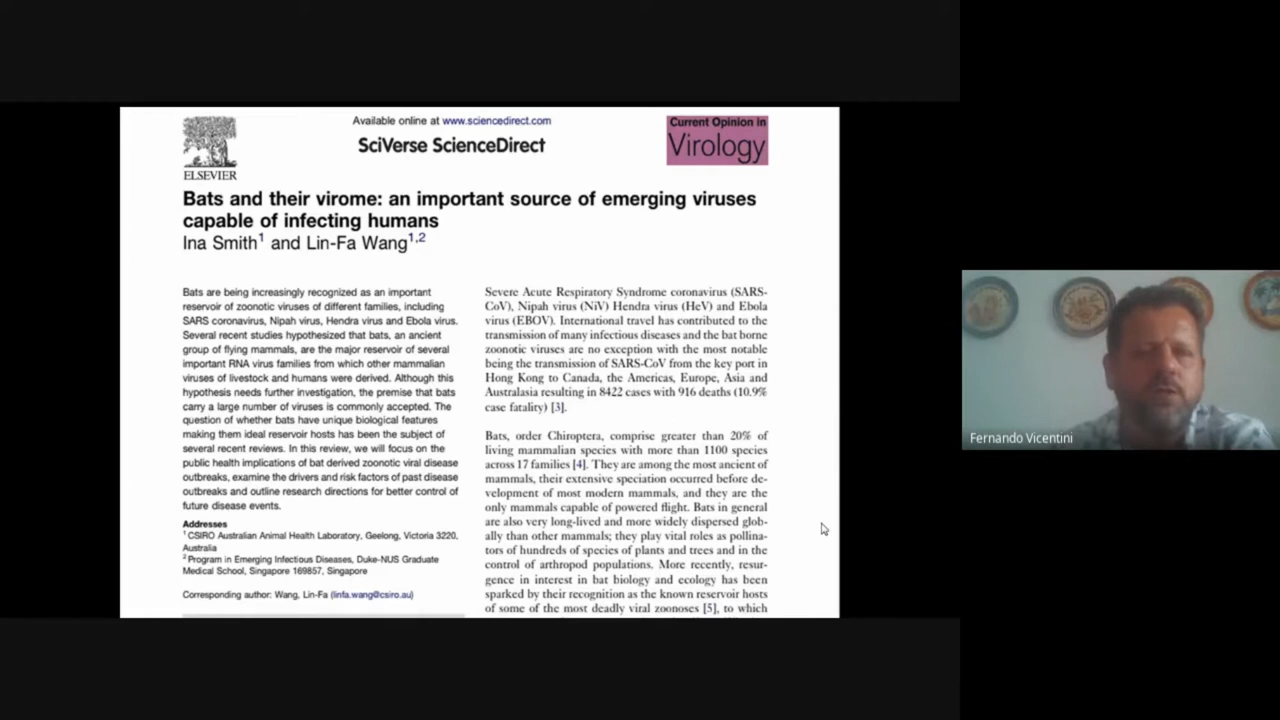 Available online at www.sciencedirect.com
SciVerse ScienceDirect
ELSEVIER
Current Opinion in
Virology
Bats and their virome: an important source of emerging viruses
capable of infecting humans
Ina Smith1 and Lin-Fa Wang1,2
Bats are being increasingly recognized as an important
reservoir of zoonotic viruses of different families, including
SARS coronavirus, Nipah virus, Hendra virus and Ebola virus.
Several recent studies hypothesized that bats, an ancient
group of flying mammals, are the major reservoir of several
important RNA virus families from which other mammalian
viruses of livestock and humans were derived. Although this
hypothesis needs further investigation, the premise that bats
carry a large number of viruses is commonly accepted. The
question of whether bats have unique biological features
making them ideal reservoir hosts has been the subject of
several recent reviews. In this review, we will focus on the
public health implications of bat derived zoonotic viral disease
outbreaks, examine the drivers and risk factors of past disease
outbreaks and outline research directions for better control of
future disease events.
Addresses
1 CSIRO Australian Animal Health Laboratory, Geelong, Victoria 3220,
Australia
2 Program in Emerging Infectious Diseases, Duke-NUS Graduate
Medical School, Singapore 169857, Singapore
Corresponding author: Wang, Lin-Fa (linfa.wang@csiro.au)
Severe Acute Respiratory Syndrome coronavirus (SARS-
CoV), Nipah virus (NiV) Hendra virus (HeV) and Ebola
virus (EBOV). International travel has contributed to the
transmission of many infectious diseases and the bat borne
zoonotic viruses are no exception with the most notable
being the transmission of SARS-CoV from the key port in
Hong Kong to Canada, the Americas, Europe, Asia and
Australasia resulting in 8422 cases with 916 deaths (10.9%
case fatality) [3].
Bats, order Chiroptera, comprise greater than 20% of
living mammalian species with more than 1100 species
across 17 families [4]. They are among the most ancient of
mammals, their extensive speciation occurred before de-
velopment of most modern mammals, and they are the
only mammals capable of powered flight. Bats in general
are also very long-lived and more widely dispersed glob-
ally than other mammals; they play vital roles as pollina-
tors of hundreds of species of plants and trees and in the
control of arthropod populations. More recently, resur-
gence in interest in bat biology and ecology has been
sparked by their recognition as the known reservoir hosts
of some of the most deadly viral zoonoses [5], to which
Fernando Vicentini